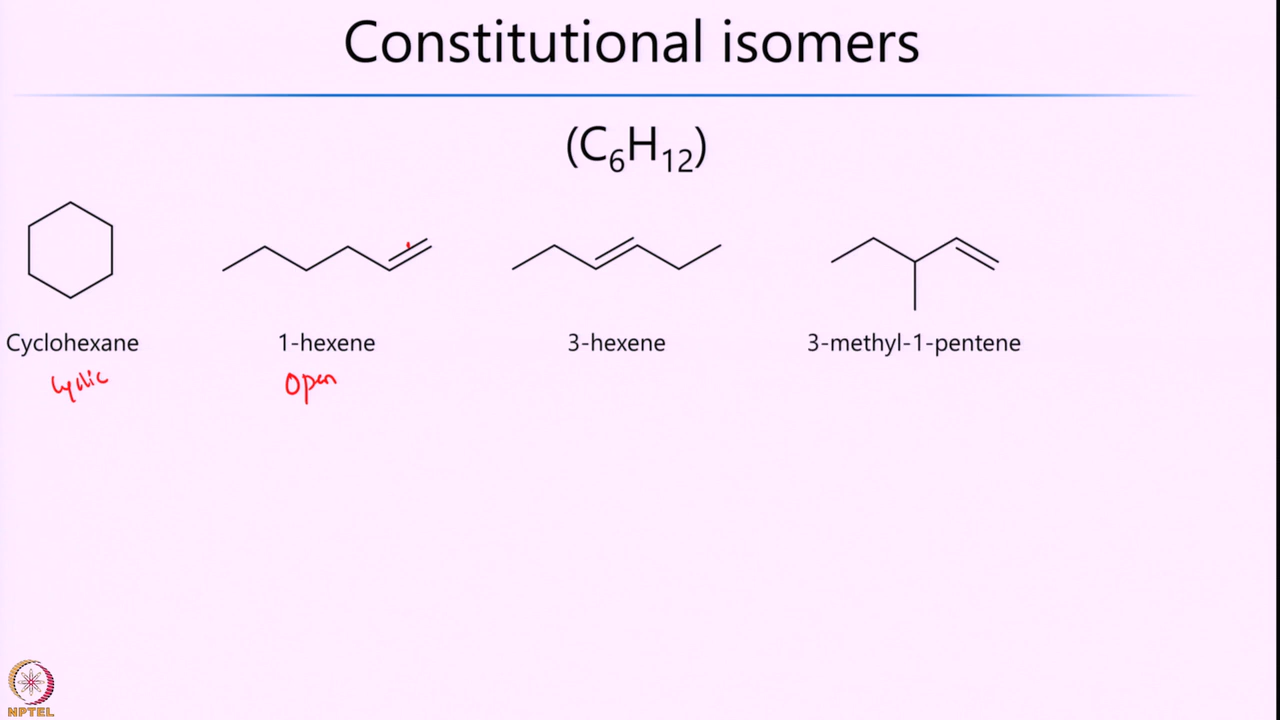 Constitutional isomers
(C₆H₁₂)
Cyclohexane 1-hexene 3-hexene 3-methyl-1-pentene
Cyclic Open
NPTEL